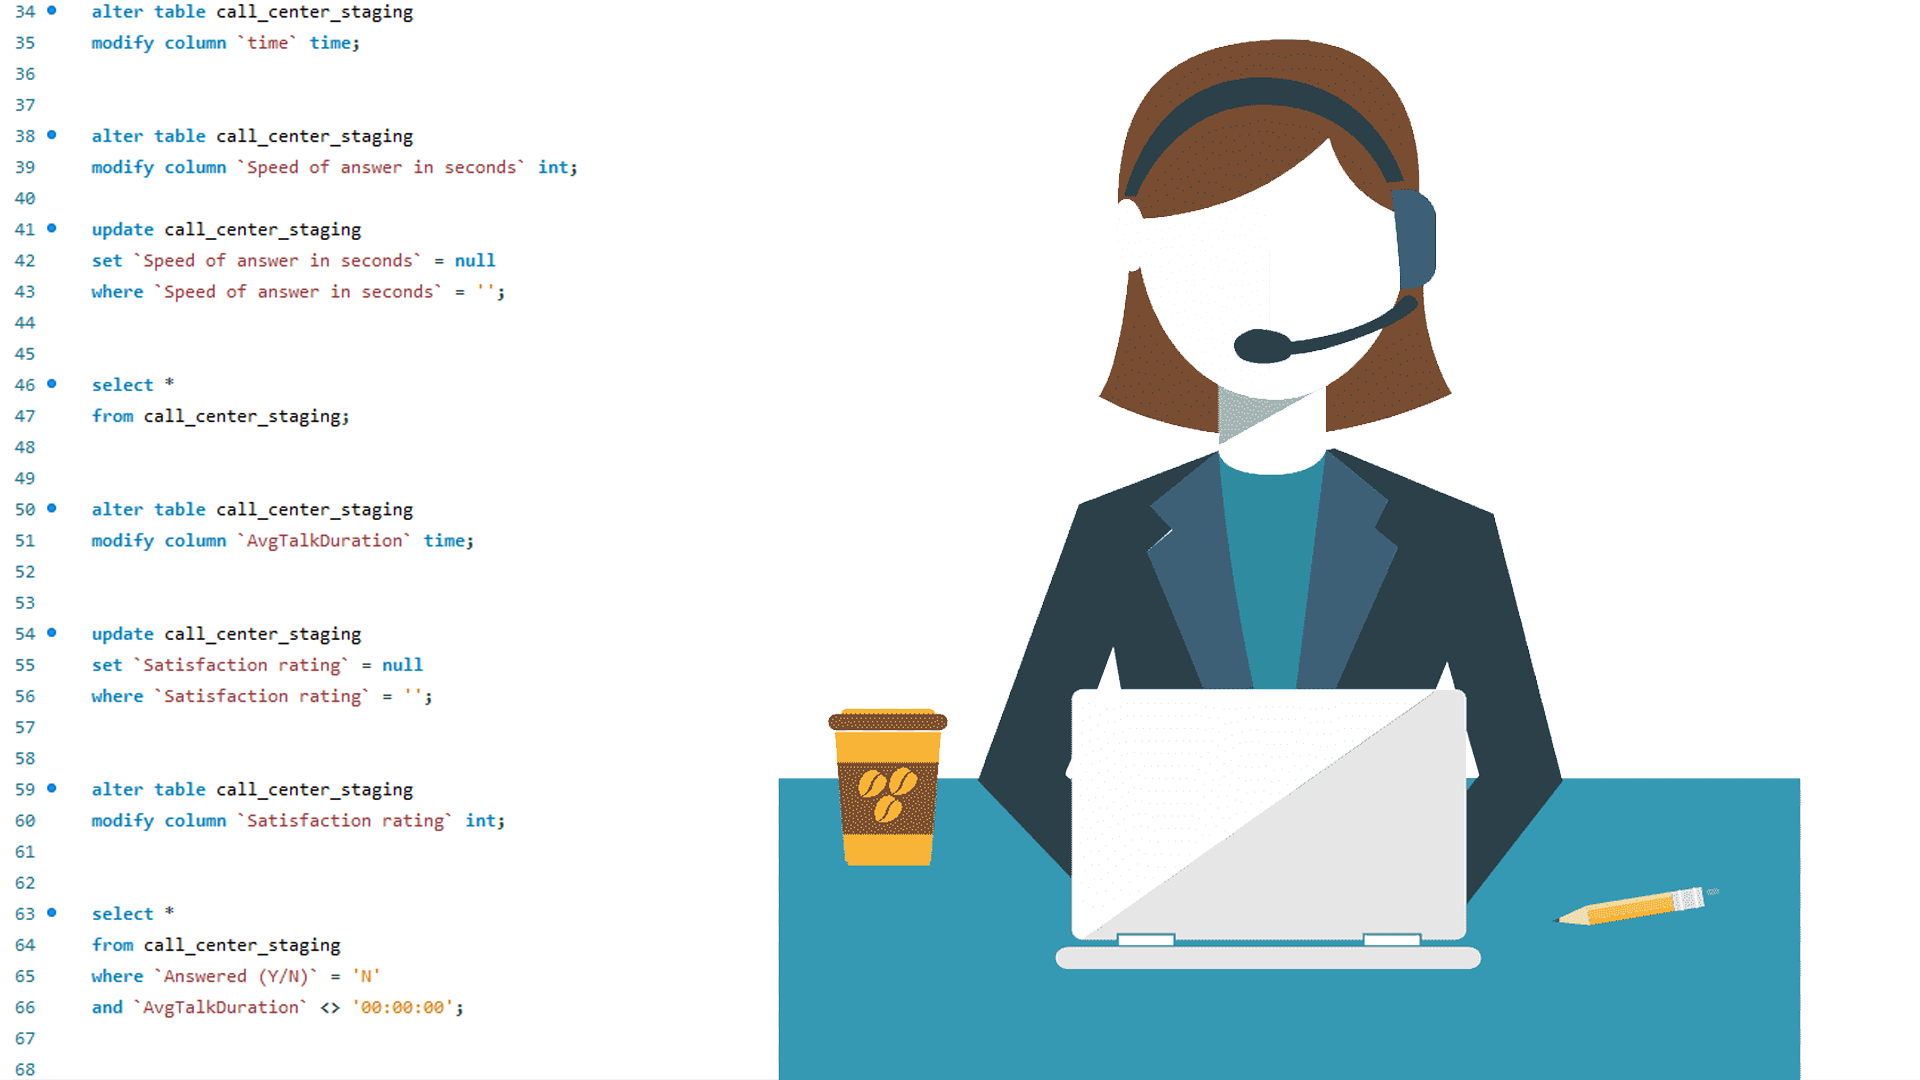 34 alter table call_center_staging
35 modify column `time` time;
36
37
38 alter table call_center_staging
39 modify column `Speed of answer in seconds` int;
40
41 update call_center_staging
42 set `Speed of answer in seconds` = null
43 where `Speed of answer in seconds` = '';
44
45
46 select *
47 from call_center_staging;
48
49
50 alter table call_center_staging
51 modify column `AvgTalkDuration` time;
52
53
54 update call_center_staging
55 set `Satisfaction rating` = null
56 where `Satisfaction rating` = '';
57
58
59 alter table call_center_staging
60 modify column `Satisfaction rating` int;
61
62
63 select *
64 from call_center_staging
65 where `Answered (Y/N)` = 'N'
66 and `AvgTalkDuration` <> '00:00:00';
67
68